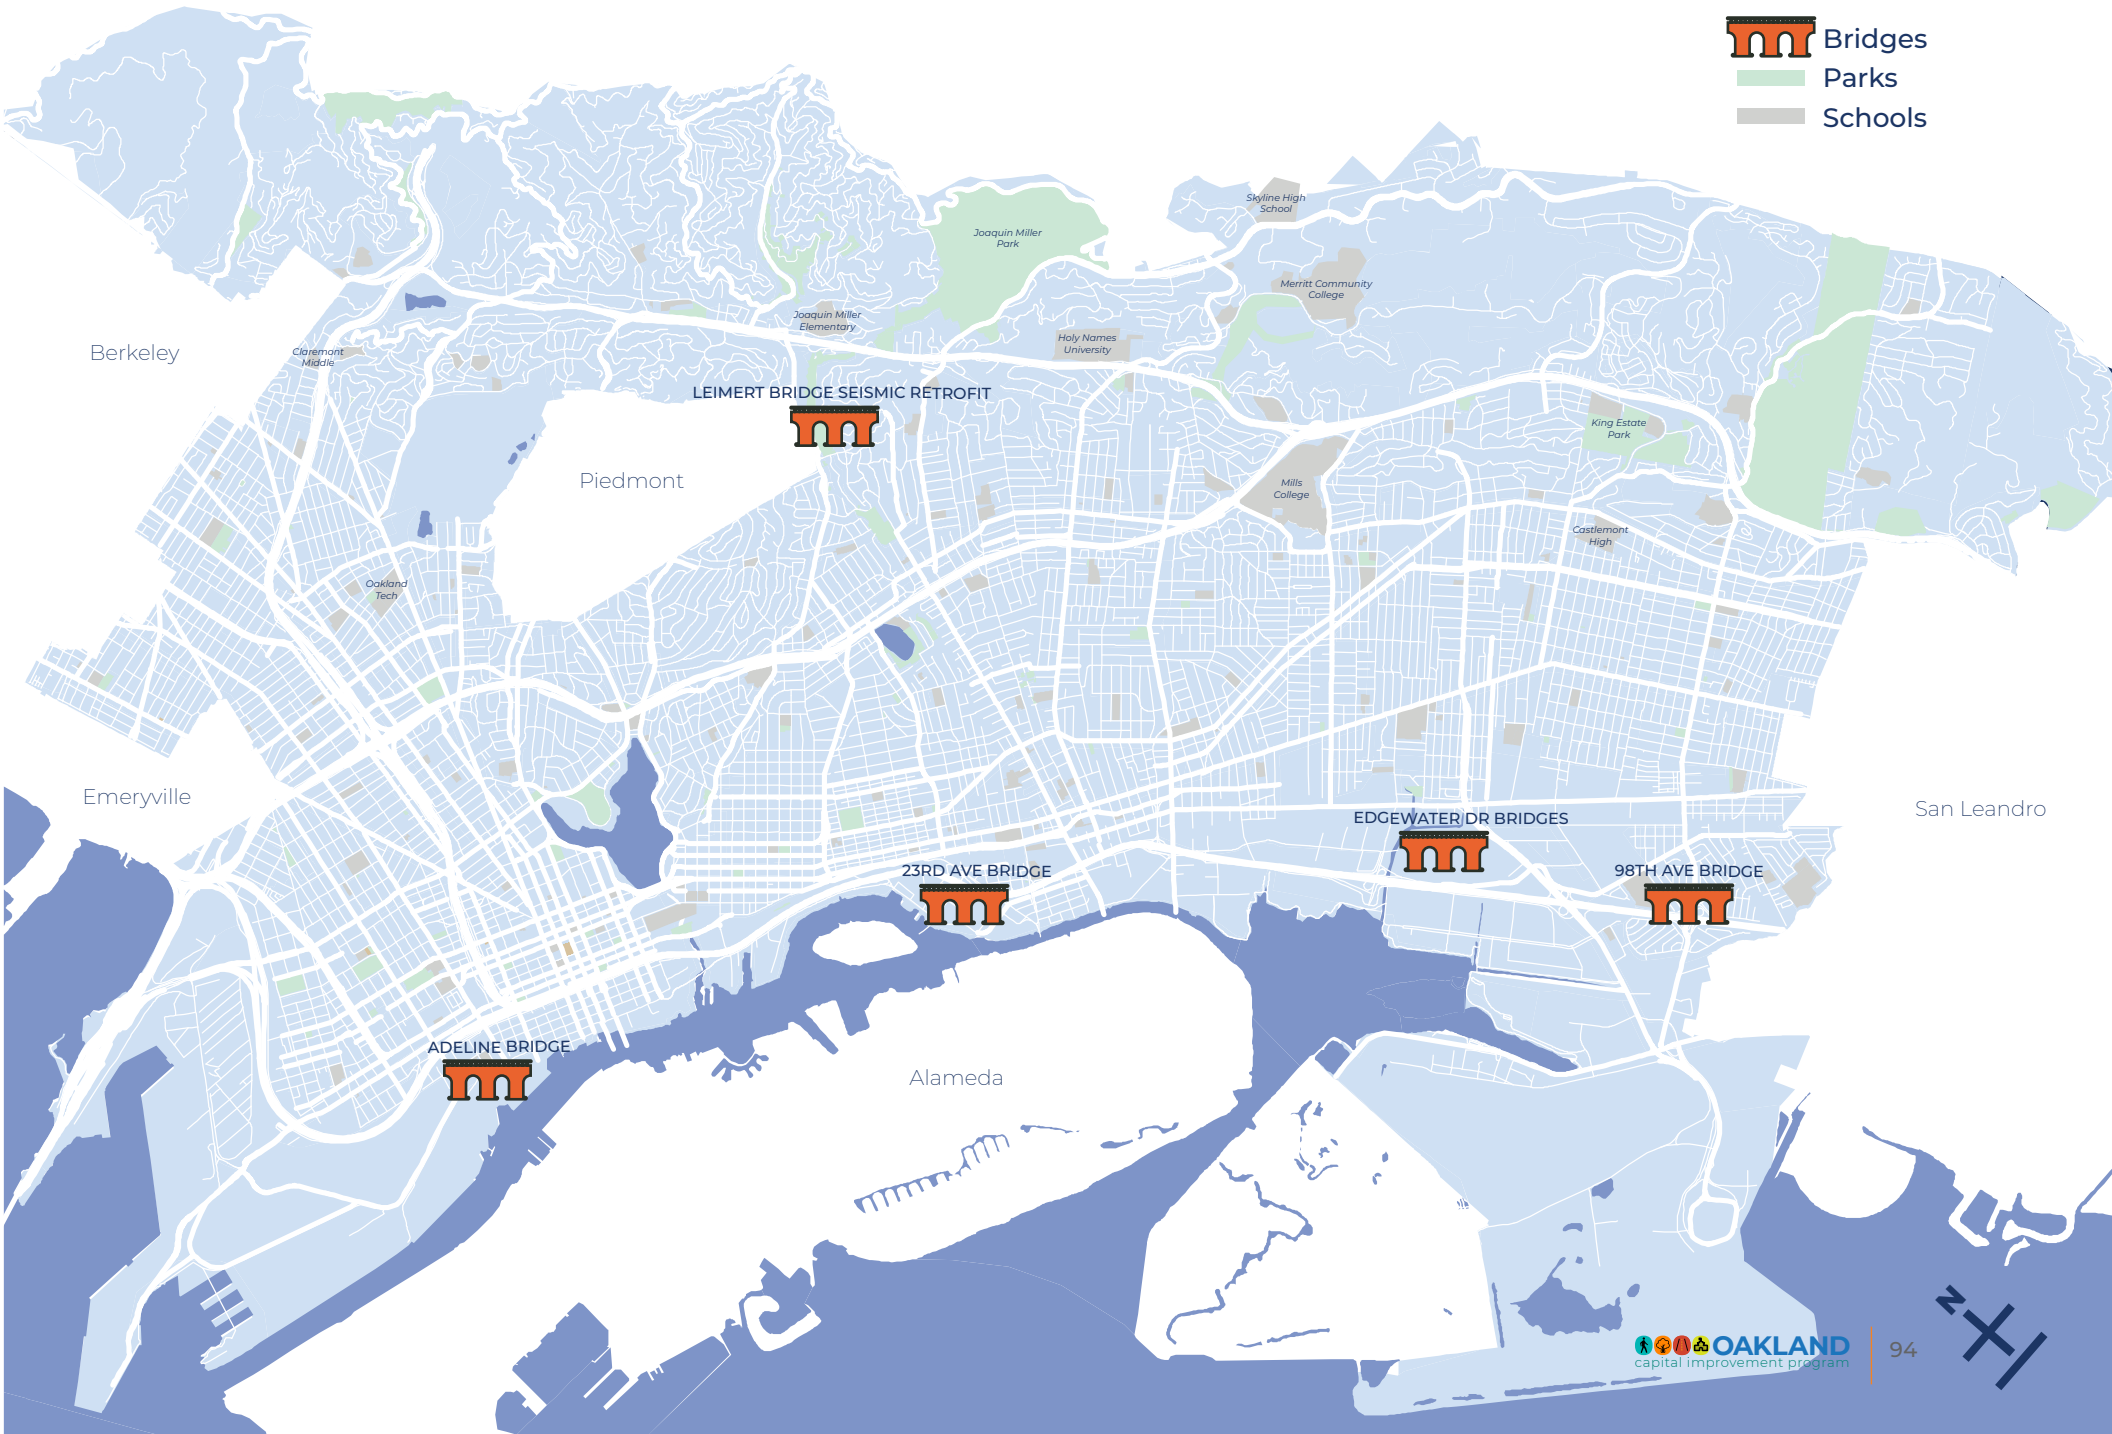 Bridges
Parks
Schools
Skyline High
School
Joaquin Miller
Park
Merritt Community
College
Joaquin Miller
Elementary
Holy Names
University
Berkeley
Claremont
Middle
LEIMERT BRIDGE SEISMIC RETROFIT
King Estate
Park
Piedmont
Mills
College
Castlemont
High
Oakland
Tech
Emeryville
San Leandro
EDGEWATER DR BRIDGES
23RD AVE BRIDGE
98TH AVE BRIDGE
ADELINE BRIDGE
Alameda
N
OAKLAND
capital improvement program
94